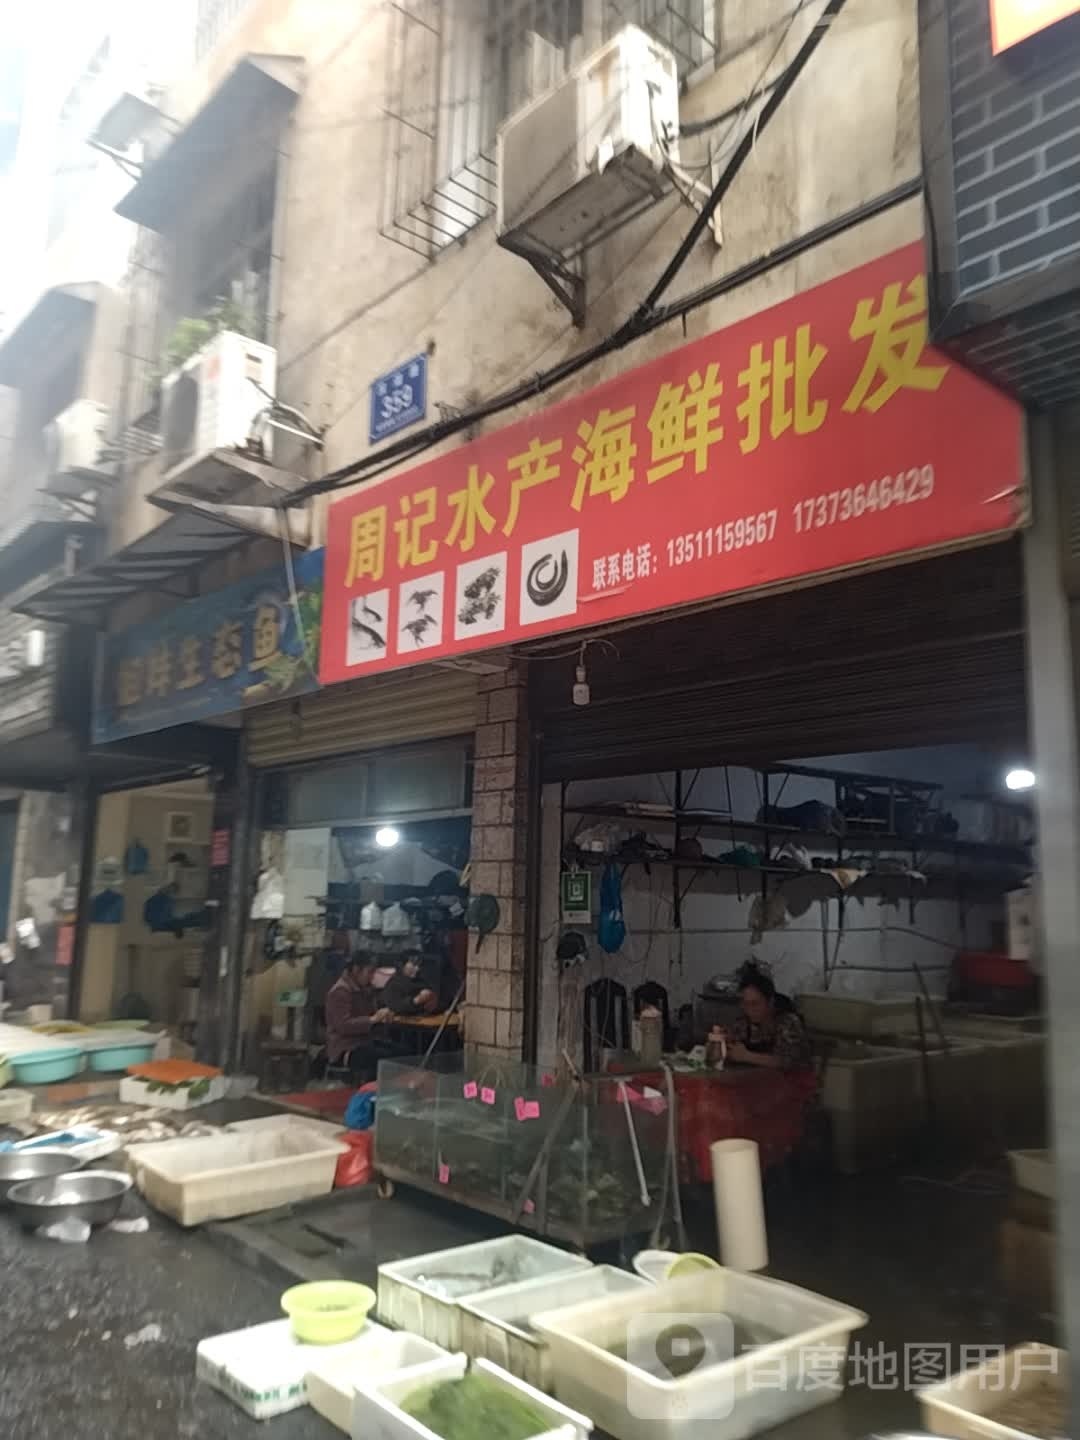 359
周记水产海鲜批发
联系电话：13511159567 17373646429
生态鱼
百度地图用户